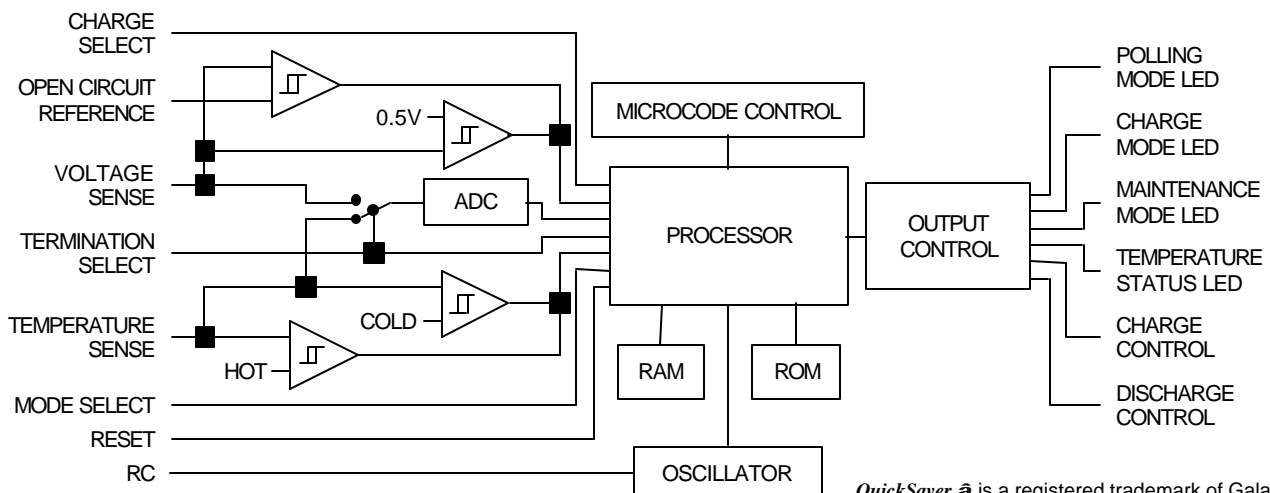 CHARGE
SELECT
OPEN CIRCUIT
REFERENCE
VOLTAGE
SENSE
TERMINATION
SELECT
TEMPERATURE
SENSE
MODE SELECT
RESET
RC
0.5V
ADC
COLD
HOT
MICROCODE CONTROL
PROCESSOR
RAM
ROM
OSCILLATOR
OUTPUT
CONTROL
POLLING
MODE LED
CHARGE
MODE LED
MAINTENANCE
MODE LED
TEMPERATURE
STATUS LED
CHARGE
CONTROL
DISCHARGE
CONTROL
QuickSaver â is a registered trademark of Gala